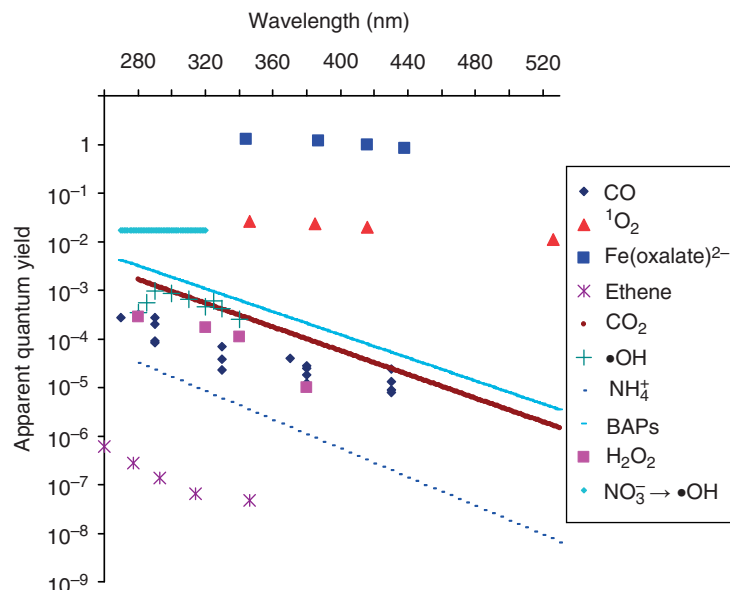 Wavelength (nm)
280 320 360 400 440 480 520
Apparent quantum yield
1
10⁻¹
10⁻²
10⁻³
10⁻⁴
10⁻⁵
10⁻⁶
10⁻⁷
10⁻⁸
10⁻⁹
CO
¹O₂
Fe(oxalate)²⁻
Ethene
CO₂
•OH
NH₄⁺
BAPs
H₂O₂
NO₃⁻ → •OH